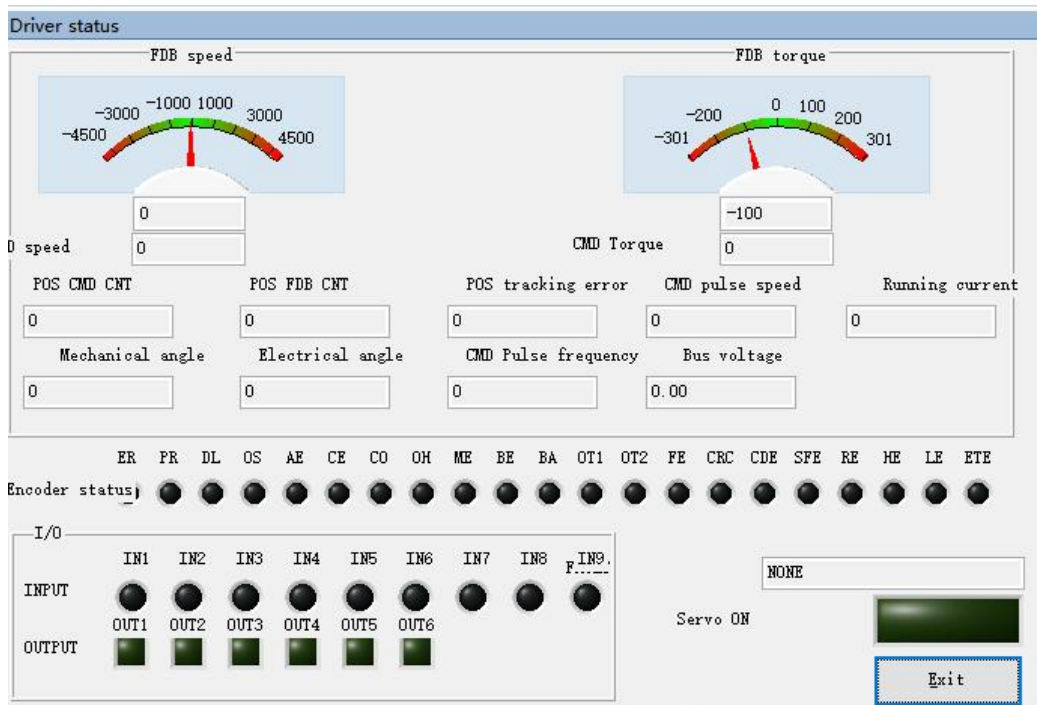 Driver status
FDB speed
FDB torque
-4500 -3000 -1000 1000 3000 4500
-301 -200 0 100 200 301
0
-100
D speed 0
CMD Torque 0
POS CMD CNT POS FDB CNT POS tracking error CMD pulse speed Running current
0 0 0 0 0
Mechanical angle Electrical angle CMD Pulse frequency Bus voltage
0 0 0 0.00
ER PR DL OS AE CE CO OH ME BE BA OT1 OT2 FE CRC CDE SFE RE HE LE ETE
Encoder status
I/O
IN1 IN2 IN3 IN4 IN5 IN6 IN7 IN8 IN9.
INPUT
OUT1 OUT2 OUT3 OUT4 OUT5 OUT6
OUTPUT
NONE
Servo ON
Exit